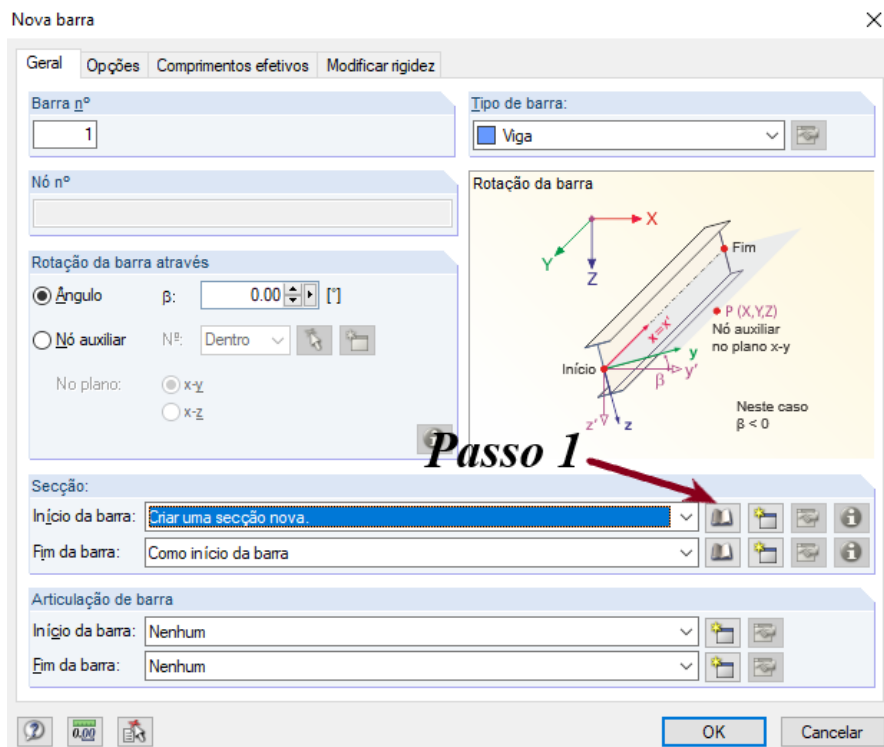 Nova barra
Geral Opções Comprimentos efetivos Modificar rigidez
Barra nº
1
Tipo de barra:
Viga
Nó nº
Rotação da barra através
Ângulo β: 0.00 [°]
Nó auxiliar Nº: Dentro
No plano: x-y
x-z
Rotação da barra
X
Y
Z
Fim
P (X,Y,Z)
Nó auxiliar
no plano x-y
x=x'
y
Início
β
y'
z'
z
Neste caso
β < 0
Passo 1
Secção:
Início da barra: Criar uma secção nova.
Fim da barra: Como início da barra
Articulação de barra
Início da barra: Nenhum
Fim da barra: Nenhum
0.00
OK Cancelar